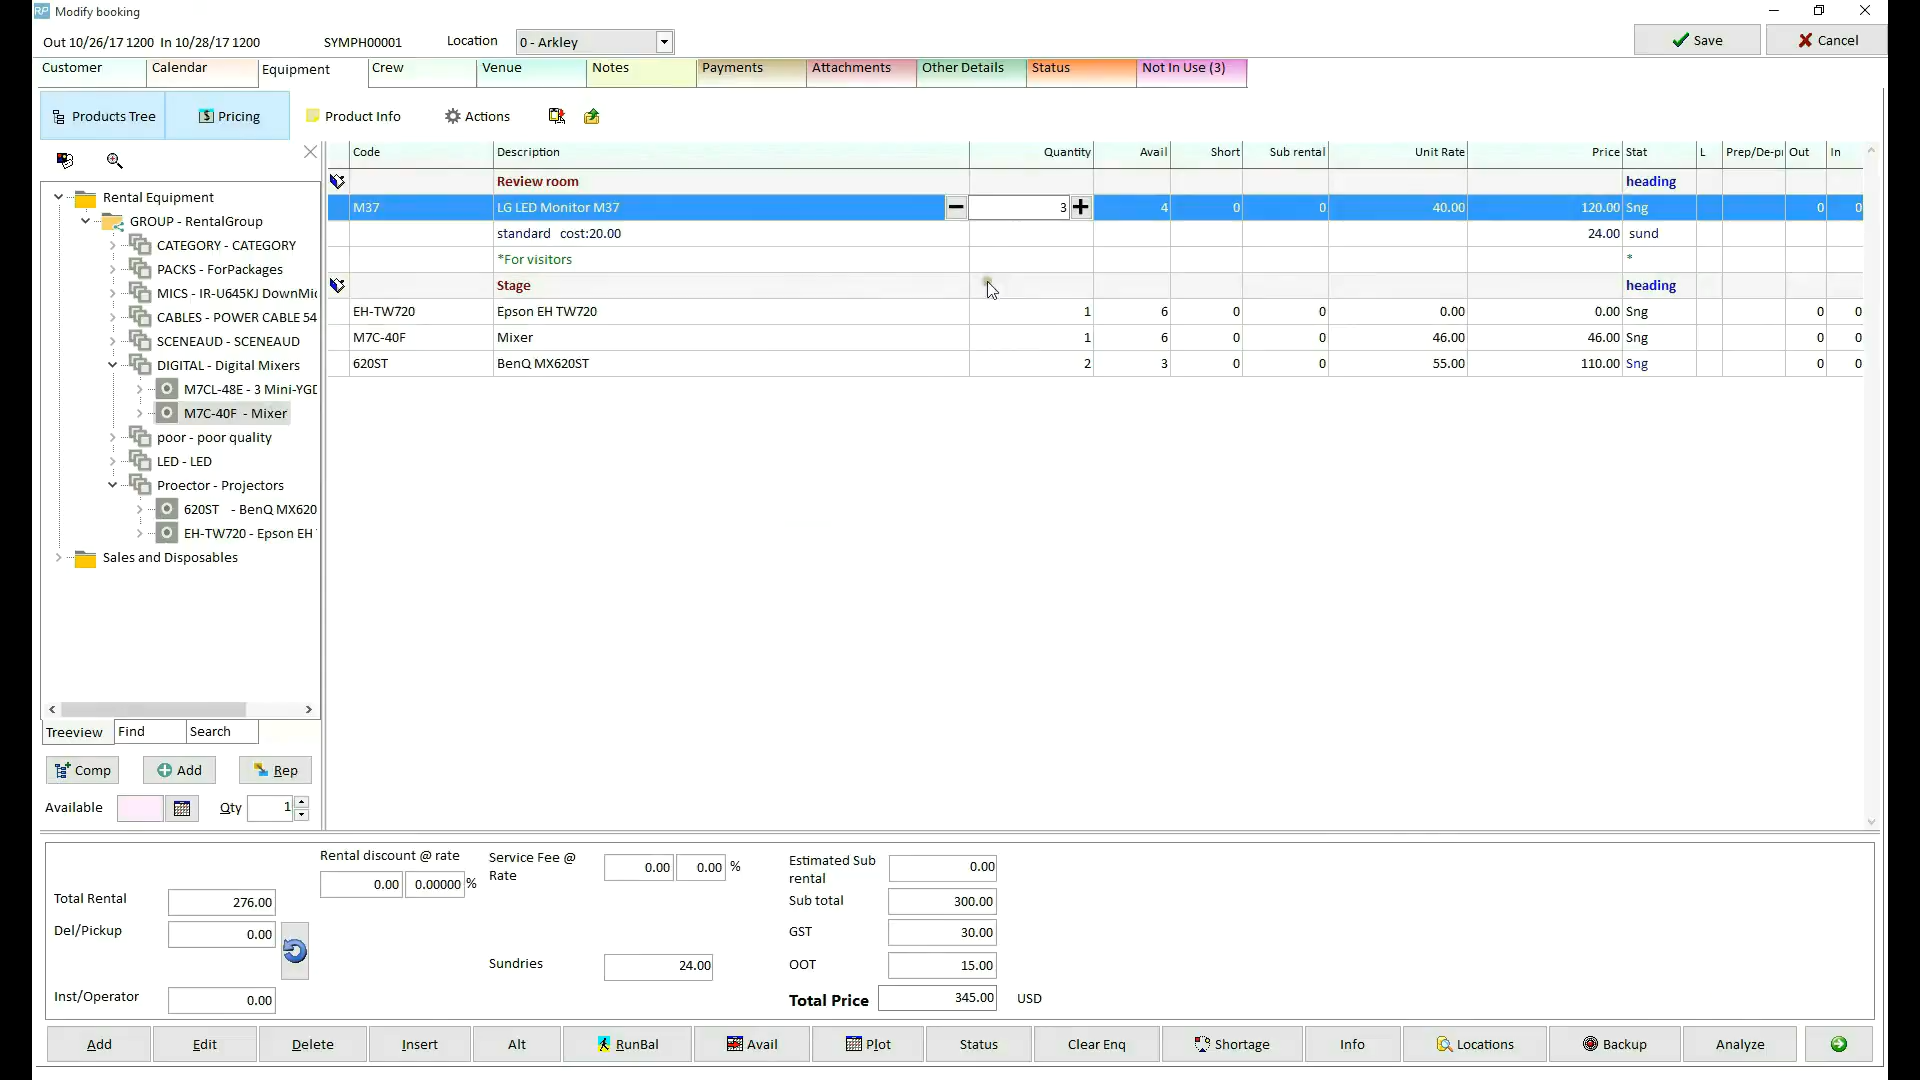 Modify booking
Out 10/26/17 1200 In 10/28/17 1200 SYMPH00001 Location 0 - Arkley Save Cancel
Customer Calendar Equipment Crew Venue Notes Payments Attachments Other Details Status Not In Use (3)
Products Tree Pricing Product Info Actions
Code Description Quantity Avail Short Sub rental Unit Rate Price Stat L Prep/De-p Out In
Review room heading
M37 LG LED Monitor M37 3 4 0 0 40.00 120.00 Sng 0 0
standard cost:20.00 24.00 sund
*For visitors *
Stage heading
EH-TW720 Epson EH TW720 1 6 0 0 0.00 0.00 Sng 0 0
M7C-40F Mixer 1 6 0 0 46.00 46.00 Sng 0 0
620ST BenQ MX620ST 2 3 0 0 55.00 110.00 Sng 0 0
Rental Equipment
GROUP - RentalGroup
CATEGORY - CATEGORY
PACKS - ForPackages
MICS - IR-U645KJ DownMi
CABLES - POWER CABLE 54
SCENEAUD - SCENEAUD
DIGITAL - Digital Mixers
M7CL-48E - 3 Mini-YGD
M7C-40F - Mixer
poor - poor quality
LED - LED
Proector - Projectors
620ST - BenQ MX620
EH-TW720 - Epson EH
Sales and Disposables
Treeview Find Search
Comp Add Rep
Available Qty 1
Rental discount @ rate 0.00 0.00000 %
Service Fee @ Rate 0.00 0.00 %
Estimated Sub rental 0.00
Total Rental 276.00
Sub total 300.00
Del/Pickup 0.00
GST 30.00
Sundries 24.00
OOT 15.00
Inst/Operator 0.00
Total Price 345.00 USD
Add Edit Delete Insert Alt RunBal Avail Plot Status Clear Enq Shortage Info Locations Backup Analyze